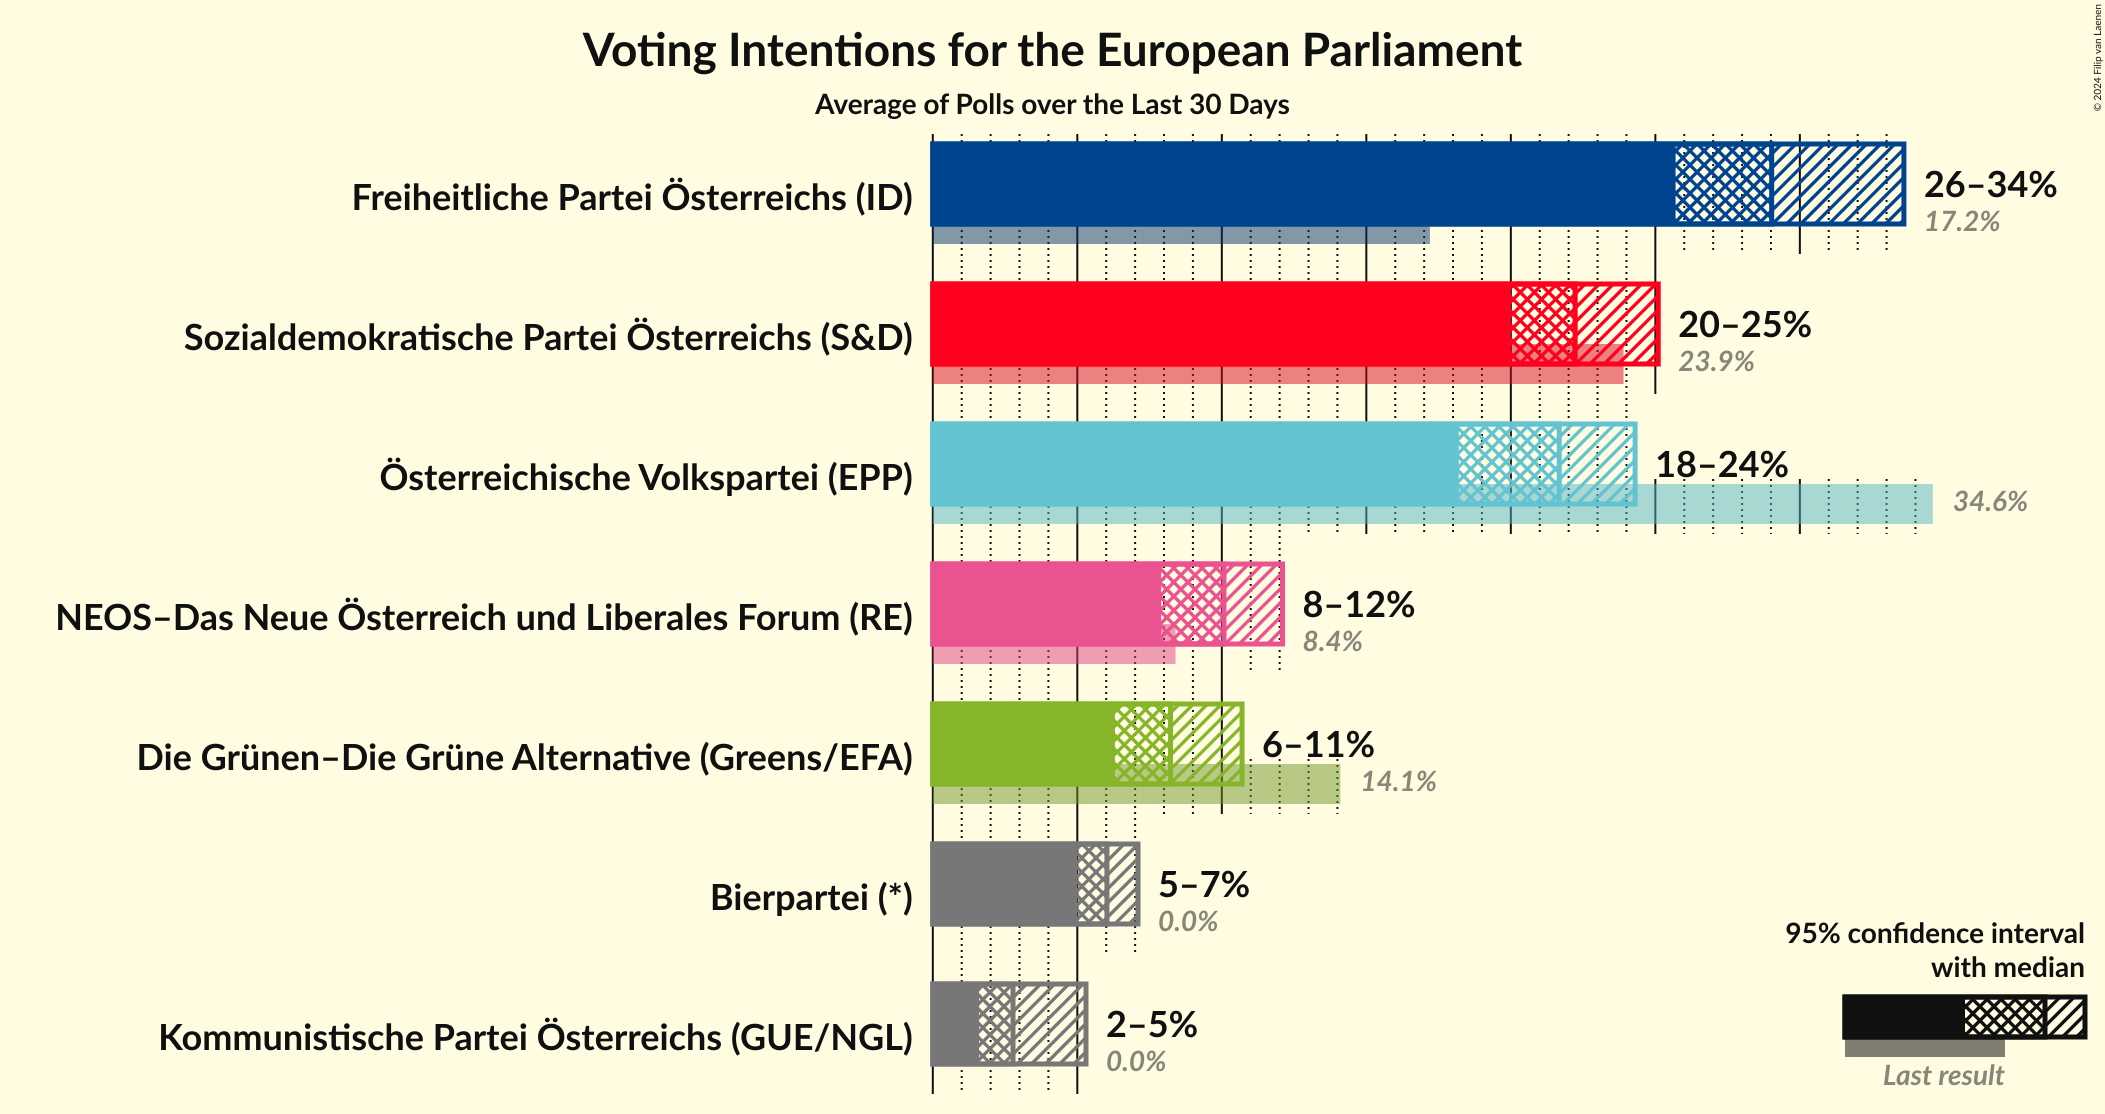 Voting Intentions for the European Parliament
Average of Polls over the Last 30 Days
© 2024 Filip van Laenen
Freiheitliche Partei Österreichs (ID)
26–34%
17.2%
Sozialdemokratische Partei Österreichs (S&D)
20–25%
23.9%
Österreichische Volkspartei (EPP)
18–24%
34.6%
NEOS–Das Neue Österreich und Liberales Forum (RE)
8–12%
8.4%
Die Grünen–Die Grüne Alternative (Greens/EFA)
6–11%
14.1%
Bierpartei (*)
5–7%
0.0%
Kommunistische Partei Österreichs (GUE/NGL)
2–5%
0.0%
95% confidence interval
with median
Last result